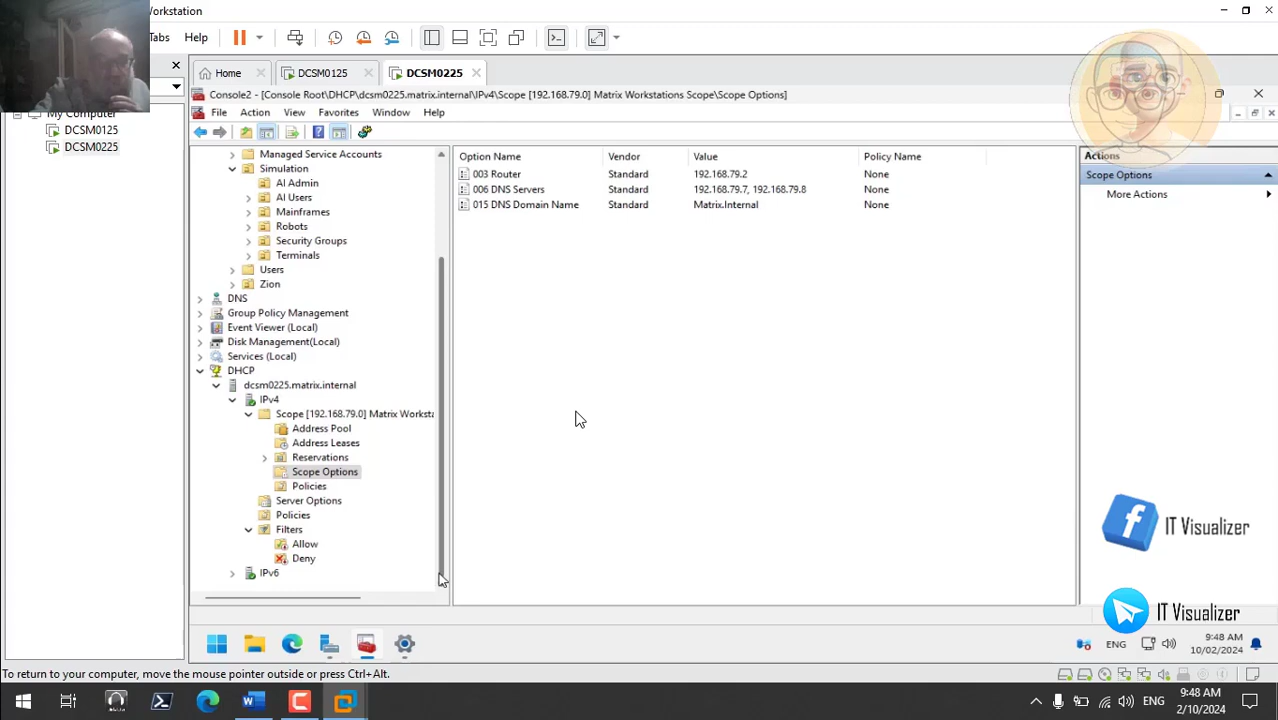 Workstation
Tabs Help
Home DCSM0125 DCSM0225
Console2 - [Console Root\DHCP\dcsm0225.matrix.internal\IPv4\Scope [192.168.79.0] Matrix Workstations Scope\Scope Options]
File Action View Favorites Window Help
My Computer
DCSM0125
DCSM0225
Managed Service Accounts
Simulation
AI Admin
AI Users
Mainframes
Robots
Security Groups
Terminals
Users
Zion
DNS
Group Policy Management
Event Viewer (Local)
Disk Management(Local)
Services (Local)
DHCP
dcsm0225.matrix.internal
IPv4
Scope [192.168.79.0] Matrix Worksta
Address Pool
Address Leases
Reservations
Scope Options
Policies
Server Options
Policies
Filters
Allow
Deny
IPv6
Option Name Vendor Value Policy Name
003 Router Standard 192.168.79.2 None
006 DNS Servers Standard 192.168.79.7, 192.168.79.8 None
015 DNS Domain Name Standard Matrix.Internal None
Actions
Scope Options
More Actions
IT Visualizer
IT Visualizer
ENG 9:48 AM
10/02/2024
To return to your computer, move the mouse pointer outside or press Ctrl+Alt.
ENG 9:48 AM
2/10/2024